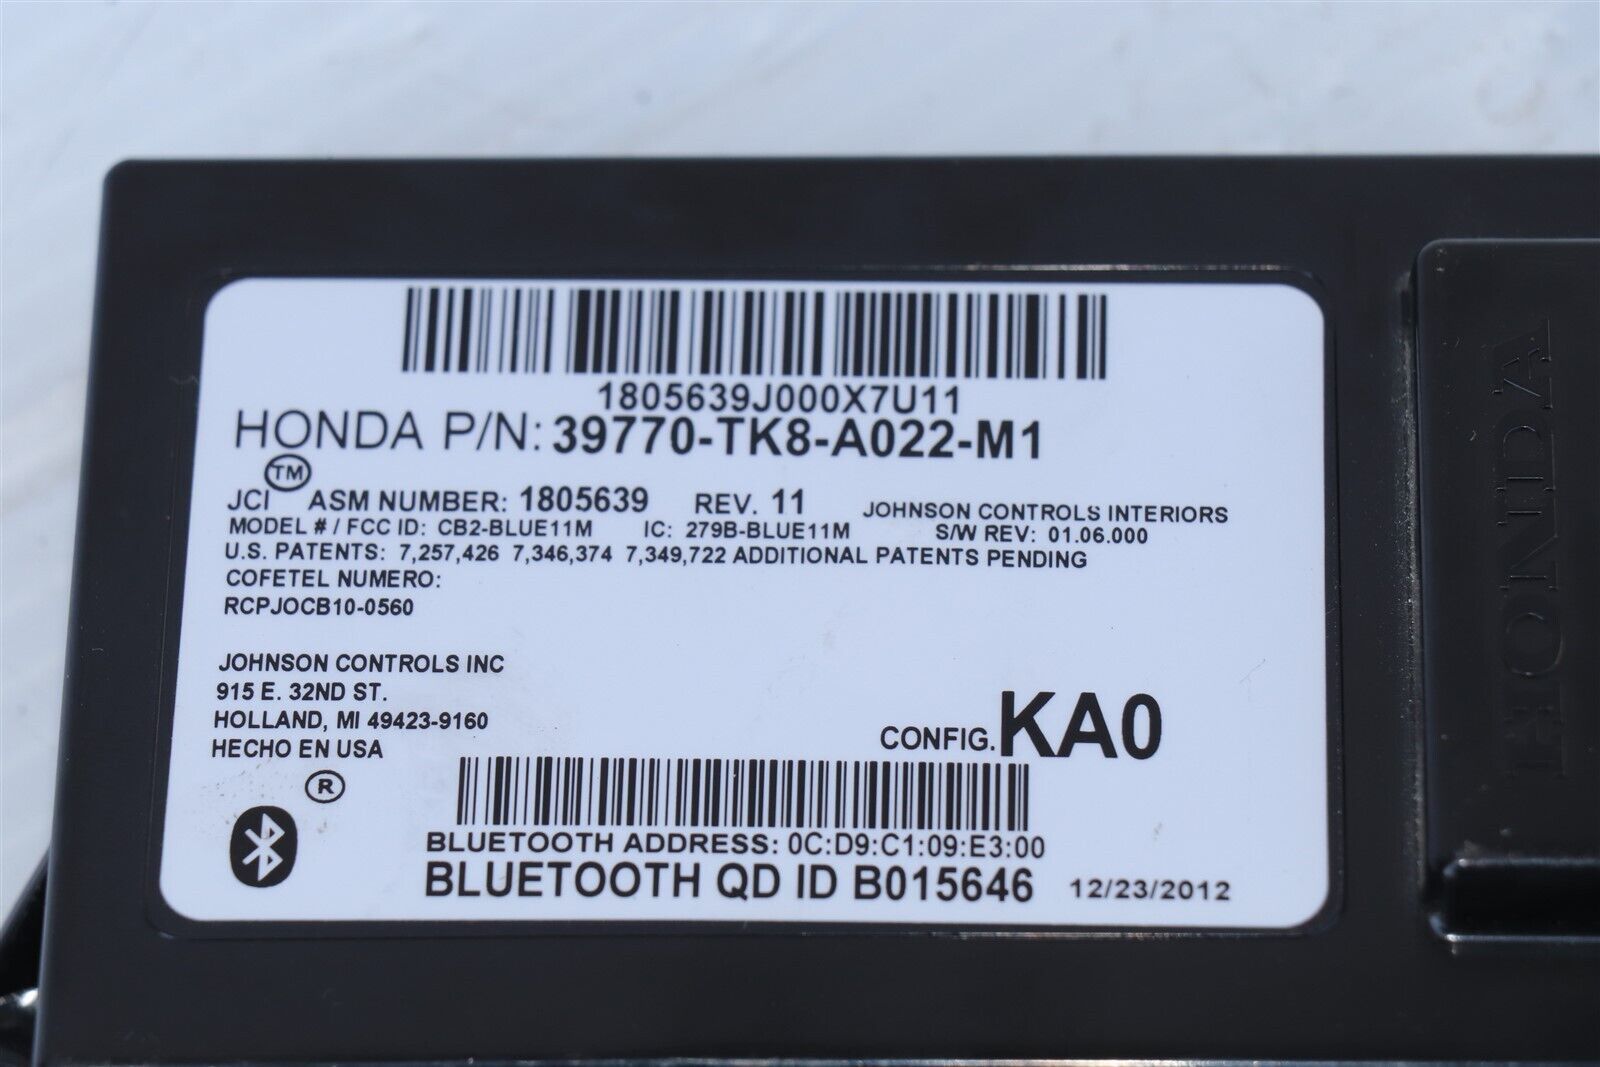 1805639J000X7U11
HONDA P/N: 39770-TK8-A022-M1
JCI™ ASM NUMBER: 1805639 REV. 11 JOHNSON CONTROLS INTERIORS
MODEL # / FCC ID: CB2-BLUE11M IC: 279B-BLUE11M S/W REV: 01.06.000
U.S. PATENTS: 7,257,426 7,346,374 7,349,722 ADDITIONAL PATENTS PENDING
COFETEL NUMERO:
RCPJOCB10-0560
JOHNSON CONTROLS INC
915 E. 32ND ST.
HOLLAND, MI 49423-9160
HECHO EN USA
CONFIG. KA0
®
BLUETOOTH ADDRESS: 0C:D9:C1:09:E3:00
BLUETOOTH QD ID B015646 12/23/2012
HONDA